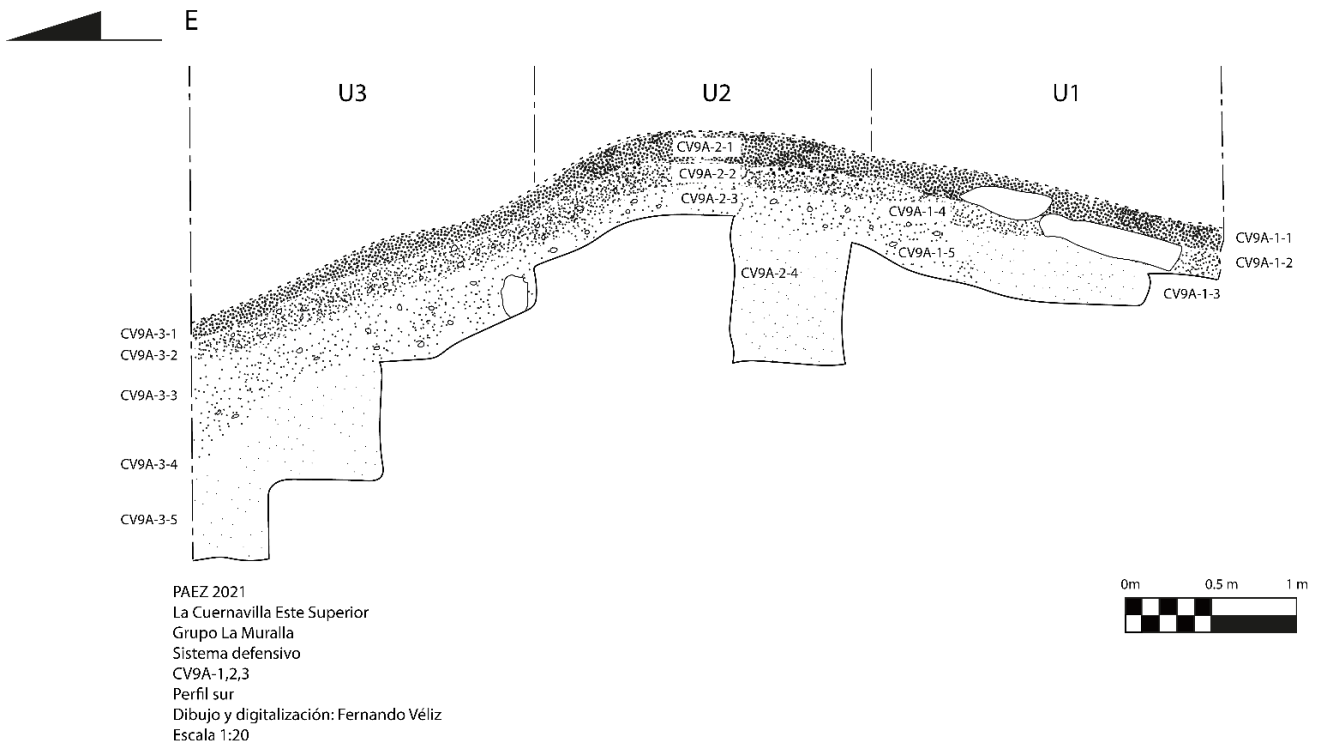 E
U3
U2
U1
CV9A-2-1
CV9A-2-2
CV9A-2-3
CV9A-1-4
CV9A-1-5
CV9A-2-4
CV9A-1-1
CV9A-1-2
CV9A-1-3
CV9A-3-1
CV9A-3-2
CV9A-3-3
CV9A-3-4
CV9A-3-5
PAEZ 2021
La Cuernavilla Este Superior
Grupo La Muralla
Sistema defensivo
CV9A-1,2,3
Perfil sur
Dibujo y digitalización: Fernando Véliz
Escala 1:20
0m 0.5 m 1 m